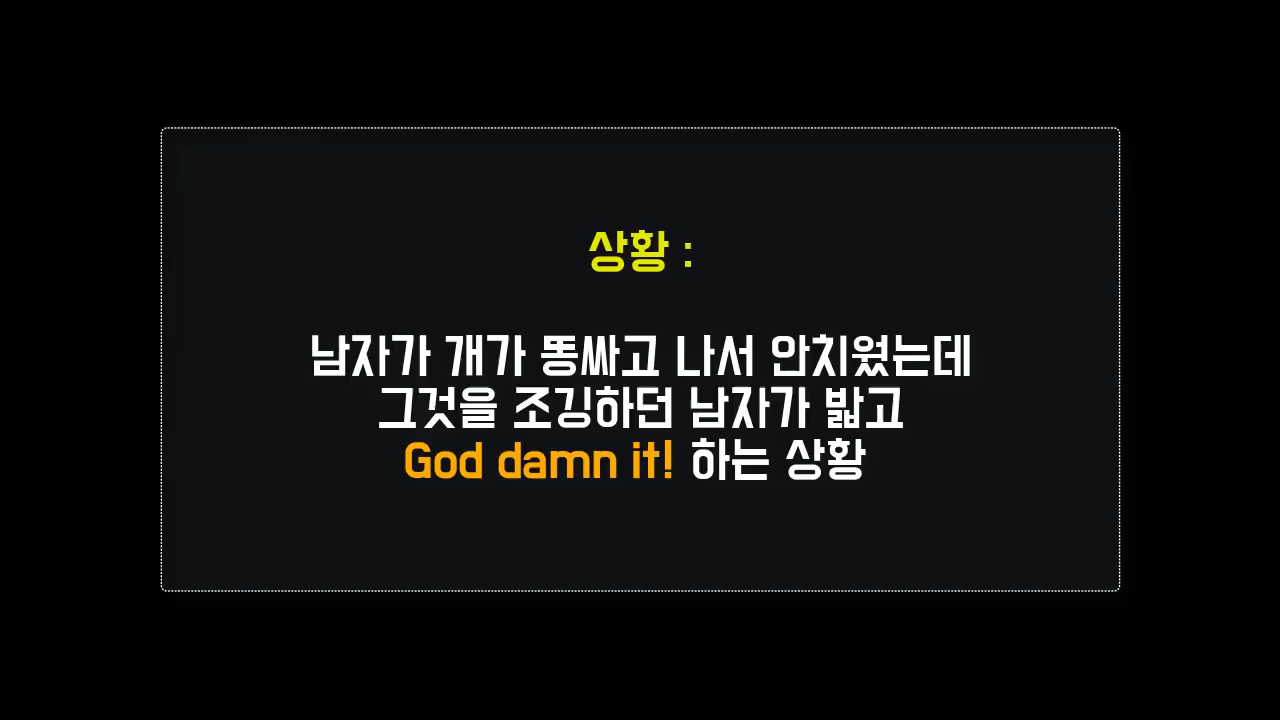 상황 :
남자가 개가 똥싸고 나서 안치웠는데
그것을 조깅하던 남자가 밟고
God damn it! 하는 상황